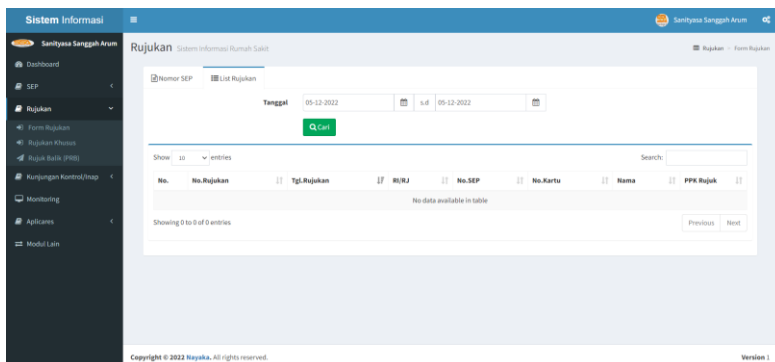 Sistem Informasi
Sanityasa Sanggah Arum
Sanityasa Sanggah Arum
Rujukan Sistem Informasi Rumah Sakit
Rujukan > Form Rujukan
Dashboard
SEP
Rujukan
Form Rujukan
Rujukan Khusus
Rujuk Balik (PRB)
Kunjungan Kontrol/Inap
Monitoring
Aplicares
Modul Lain
Nomor SEP
List Rujukan
Tanggal 05-12-2022 s.d 05-12-2022
Cari
Show 10 entries
Search:
No. No.Rujukan Tgl.Rujukan RI/RJ No.SEP No.Kartu Nama PPK Rujuk
No data available in table
Showing 0 to 0 of 0 entries
Previous Next
Copyright © 2022 Nayaka. All rights reserved.
Version